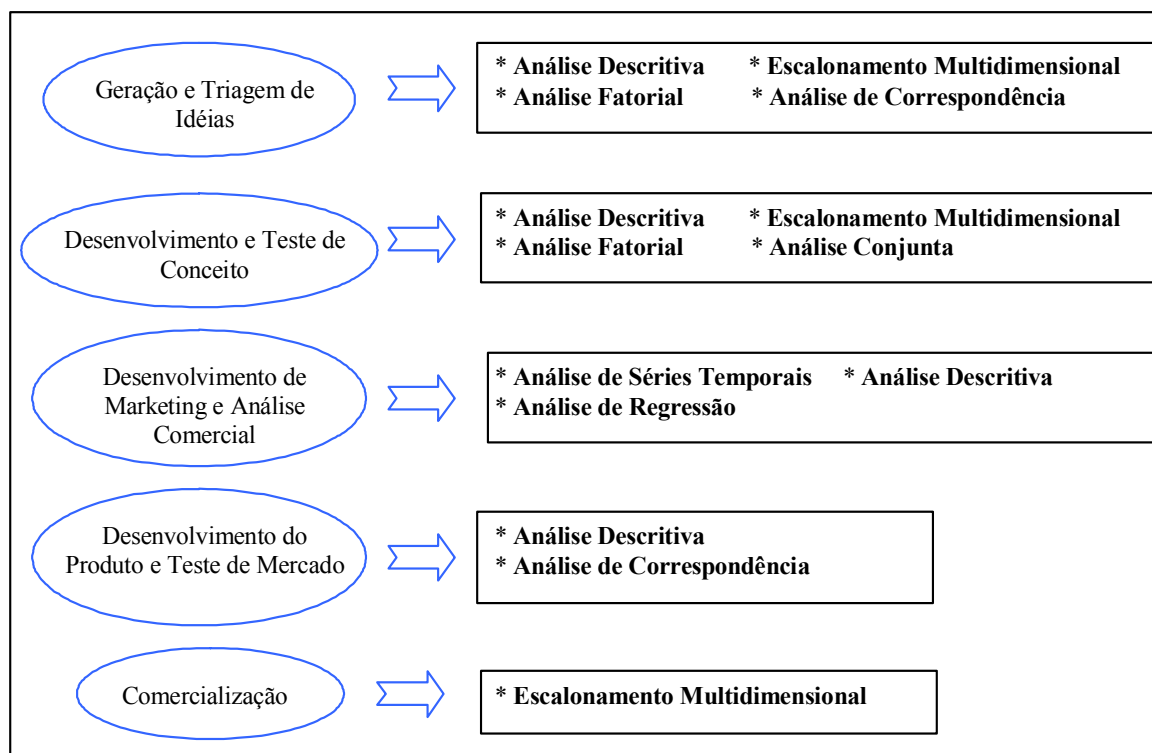 Geração e Triagem de
Idéias
* Análise Descritiva * Escalonamento Multidimensional
* Análise Fatorial * Análise de Correspondência
Desenvolvimento e Teste de
Conceito
* Análise Descritiva * Escalonamento Multidimensional
* Análise Fatorial * Análise Conjunta
Desenvolvimento de
Marketing e Análise
Comercial
* Análise de Séries Temporais * Análise Descritiva
* Análise de Regressão
Desenvolvimento do
Produto e Teste de Mercado
* Análise Descritiva
* Análise de Correspondência
Comercialização
* Escalonamento Multidimensional